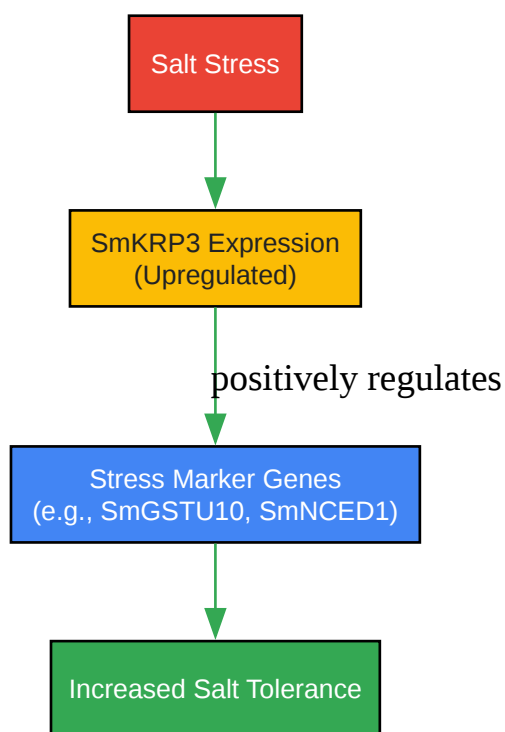 Salt Stress
SmKRP3 Expression
(Upregulated)
positively regulates
Stress Marker Genes
(e.g., SmGSTU10, SmNCED1)
Increased Salt Tolerance